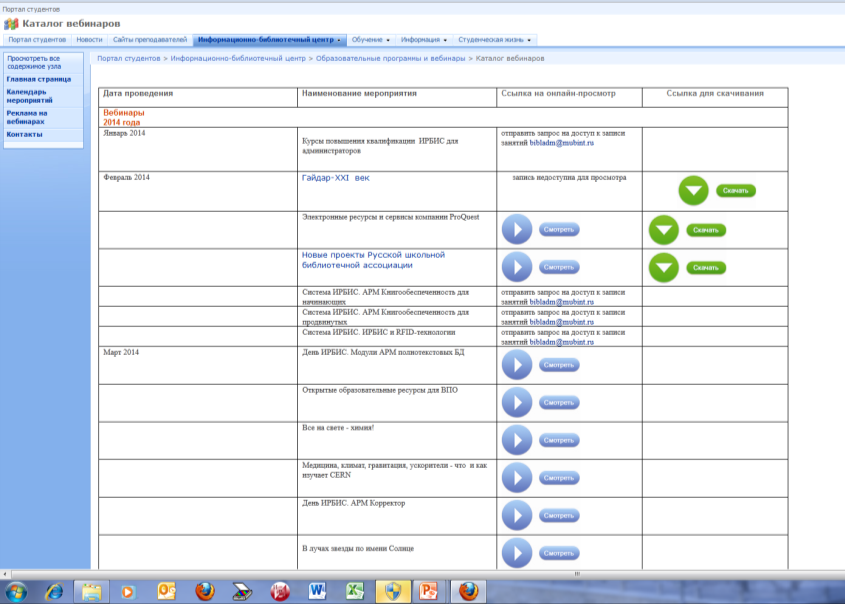 Портал студентов
Каталог вебинаров
Портал студентов Новости Сайты преподавателей Информационно-библиотечный центр Обучение Информация Студенческая жизнь
Просмотреть все
содержимое узла
Главная страница
Календарь
мероприятий
Реклама на
вебинарах
Контакты
Портал студентов > Информационно-библиотечный центр > Образовательные программы и вебинары > Каталог вебинаров
Дата проведения Наименование мероприятия Ссылка на онлайн-просмотр Ссылка для скачивания
Вебинары
2014 года
Январь 2014
Курсы повышения квалификации ИРБИС для
администраторов
отправить запрос на доступ к записи
занятий bibladm@mubint.ru
Февраль 2014 Гайдар-XXI век запись недоступна для просмотра Скачать
Электронные ресурсы и сервисы компании ProQuest Смотреть Скачать
Новые проекты Русской школьной
библиотечной ассоциации
Смотреть Скачать
Система ИРБИС. АРМ Книгообеспеченность для
начинающих
отправить запрос на доступ к записи
занятий bibladm@mubint.ru
Система ИРБИС. АРМ Книгообеспеченность для
продвинутых
отправить запрос на доступ к записи
занятий bibladm@mubint.ru
Система ИРБИС. ИРБИС и RFID-технологии
отправить запрос на доступ к записи
занятий bibladm@mubint.ru
Март 2014 День ИРБИС. Модули АРМ полнотекстовых БД Смотреть
Открытые образовательные ресурсы для ВПО Смотреть
Все на свете - химия! Смотреть
Медицина, климат, гравитация, ускорители - что и как
изучает CERN
Смотреть
День ИРБИС. АРМ Корректор Смотреть
В лучах звезды по имени Солнце Смотреть